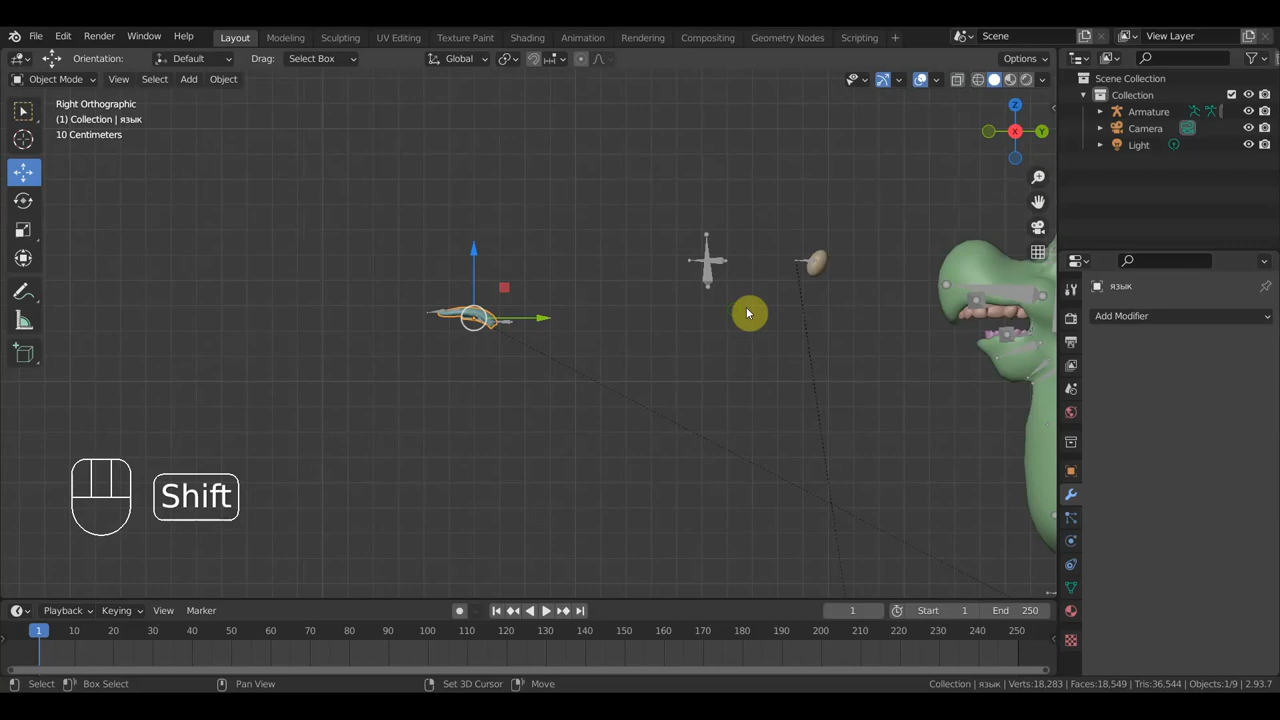 File Edit Render Window Help Layout Modeling Sculpting UV Editing Texture Paint Shading Animation Rendering Compositing Geometry Nodes Scripting + Scene View Layer
Orientation: Default Drag: Select Box Global Options
Object Mode View Select Add Object
Right Orthographic
(1) Collection | язык
10 Centimeters
Z
X
Y
Scene Collection
Collection
Armature
Camera
Light
язык
Add Modifier
Shift
Playback Keying View Marker 1 Start 1 End 250
1 10 20 30 40 50 60 70 80 90 100 110 120 130 140 150 160 170 180 190 200 210 220 230 240 250
Select Box Select Pan View Set 3D Cursor Move Collection | язык | Verts:18,283 | Faces:18,549 | Tris:36,544 | Objects:1/9 | 2.93.7